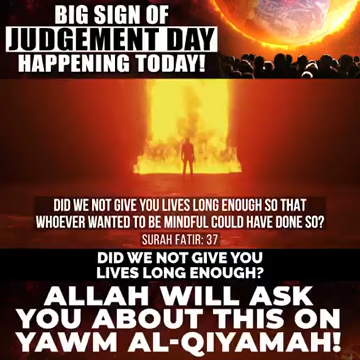 BIG SIGN OF
JUDGEMENT DAY
HAPPENING TODAY!
DID WE NOT GIVE YOU LIVES LONG ENOUGH SO THAT
WHOEVER WANTED TO BE MINDFUL COULD HAVE DONE SO?
SURAH FATIR: 37
DID WE NOT GIVE YOU
LIVES LONG ENOUGH?
ALLAH WILL ASK
YOU ABOUT THIS ON
YAWM AL-QIYAMAH!